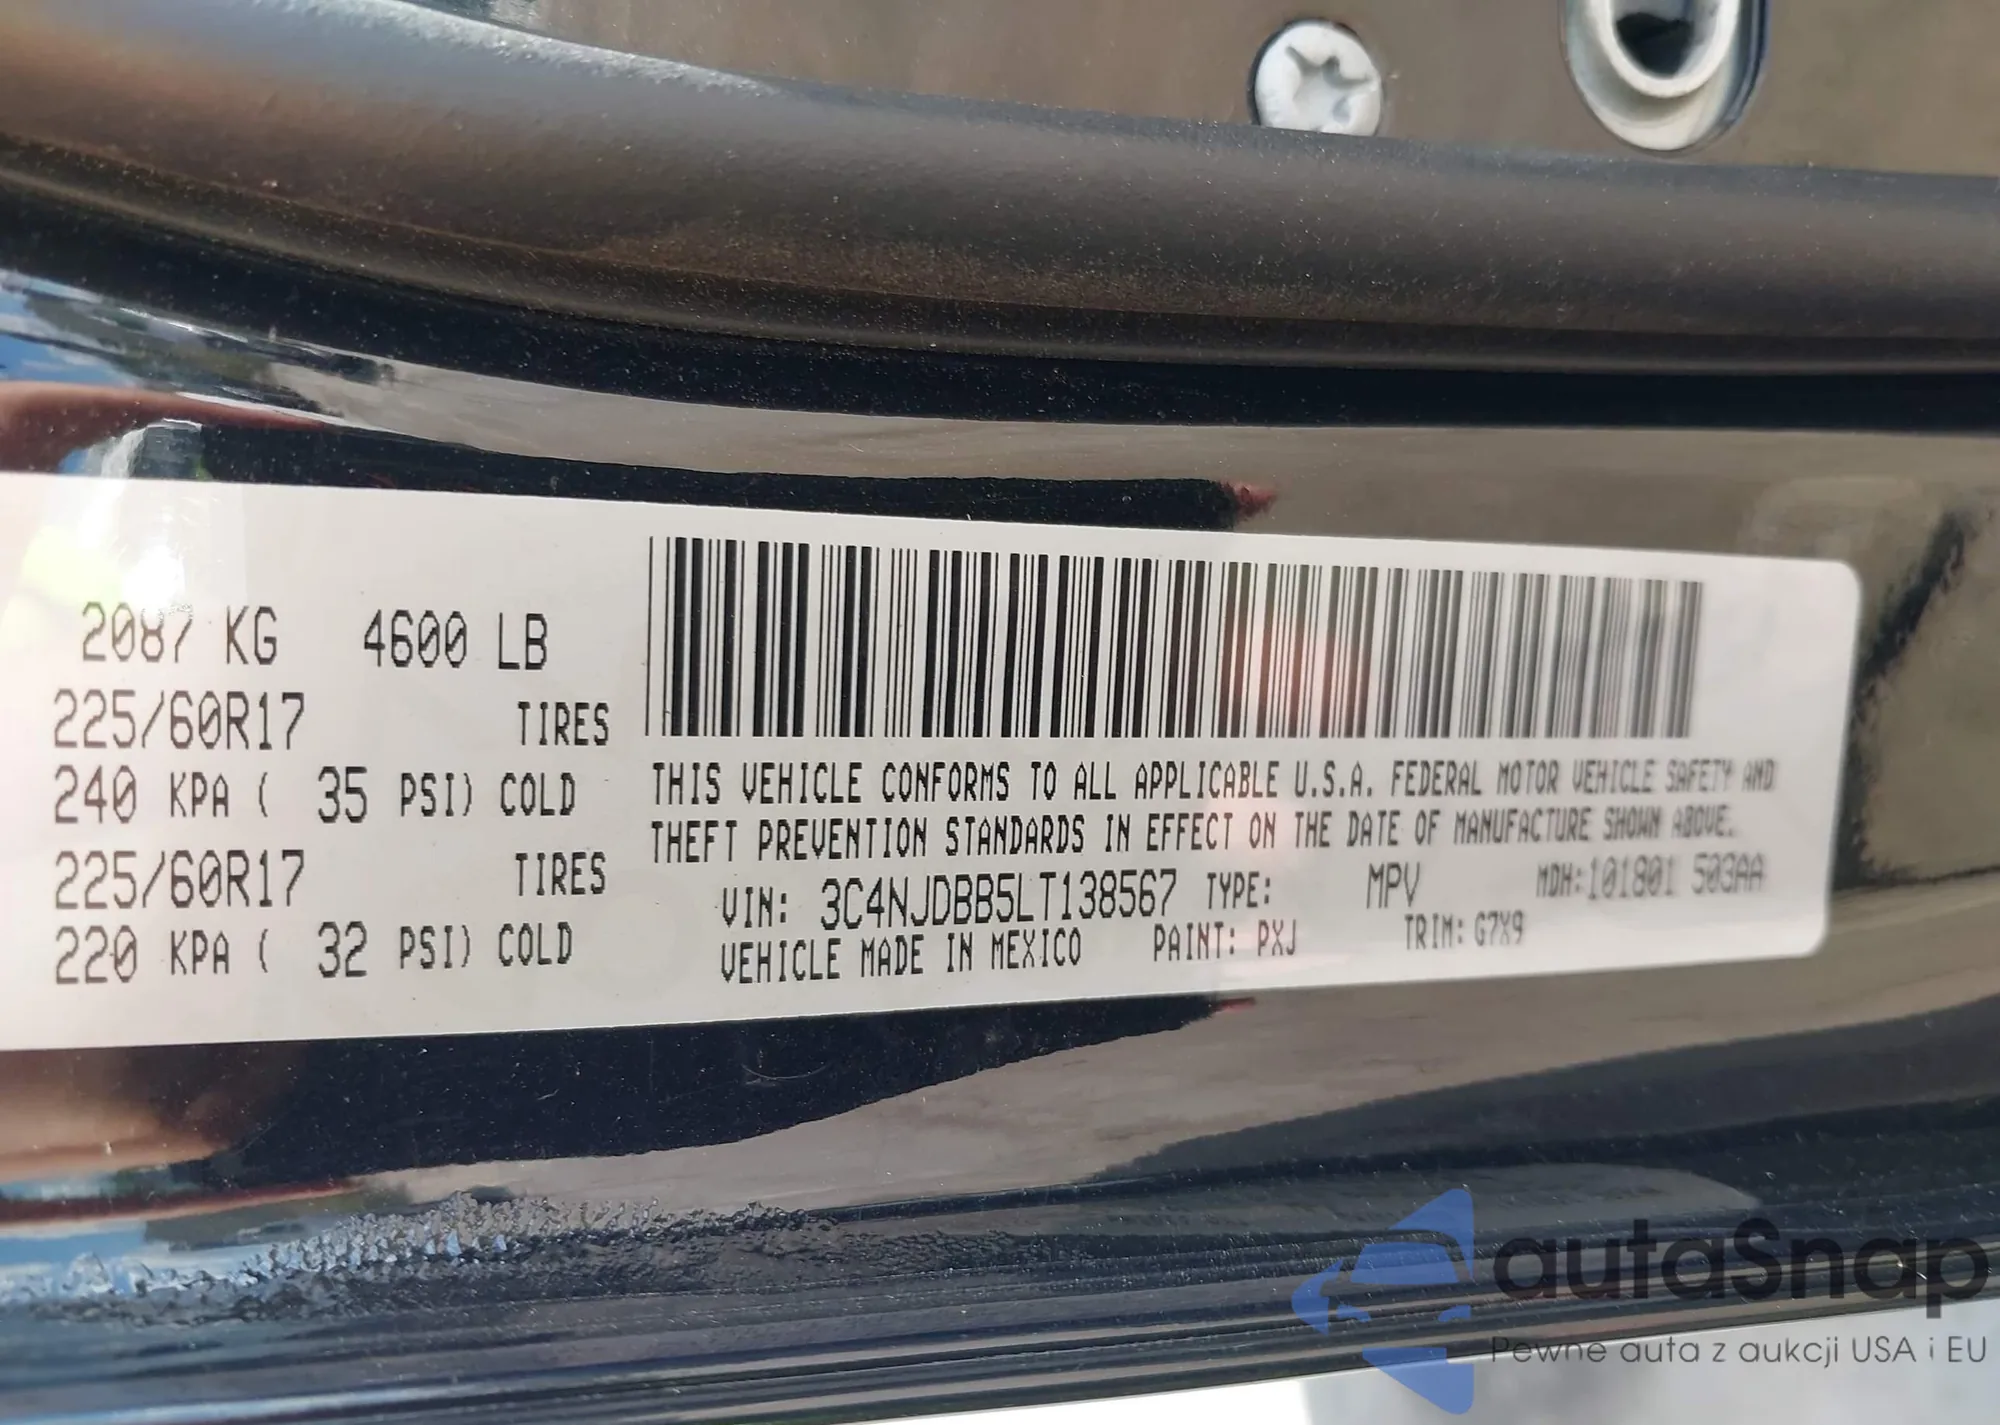 2087 KG 4600 LB
225/60R17 TIRES
240 KPA ( 35 PSI) COLD
225/60R17 TIRES
220 KPA ( 32 PSI) COLD
THIS VEHICLE CONFORMS TO ALL APPLICABLE U.S.A. FEDERAL MOTOR VEHICLE SAFETY AND
THEFT PREVENTION STANDARDS IN EFFECT ON THE DATE OF MANUFACTURE SHOWN ABOVE.
VIN: 3C4NJDBB5LT138567 TYPE: MPV MDH:101801 503AA
VEHICLE MADE IN MEXICO PAINT: PXJ TRIM: G7X9
autaSnap
Pewne auta z aukcji USA i EU